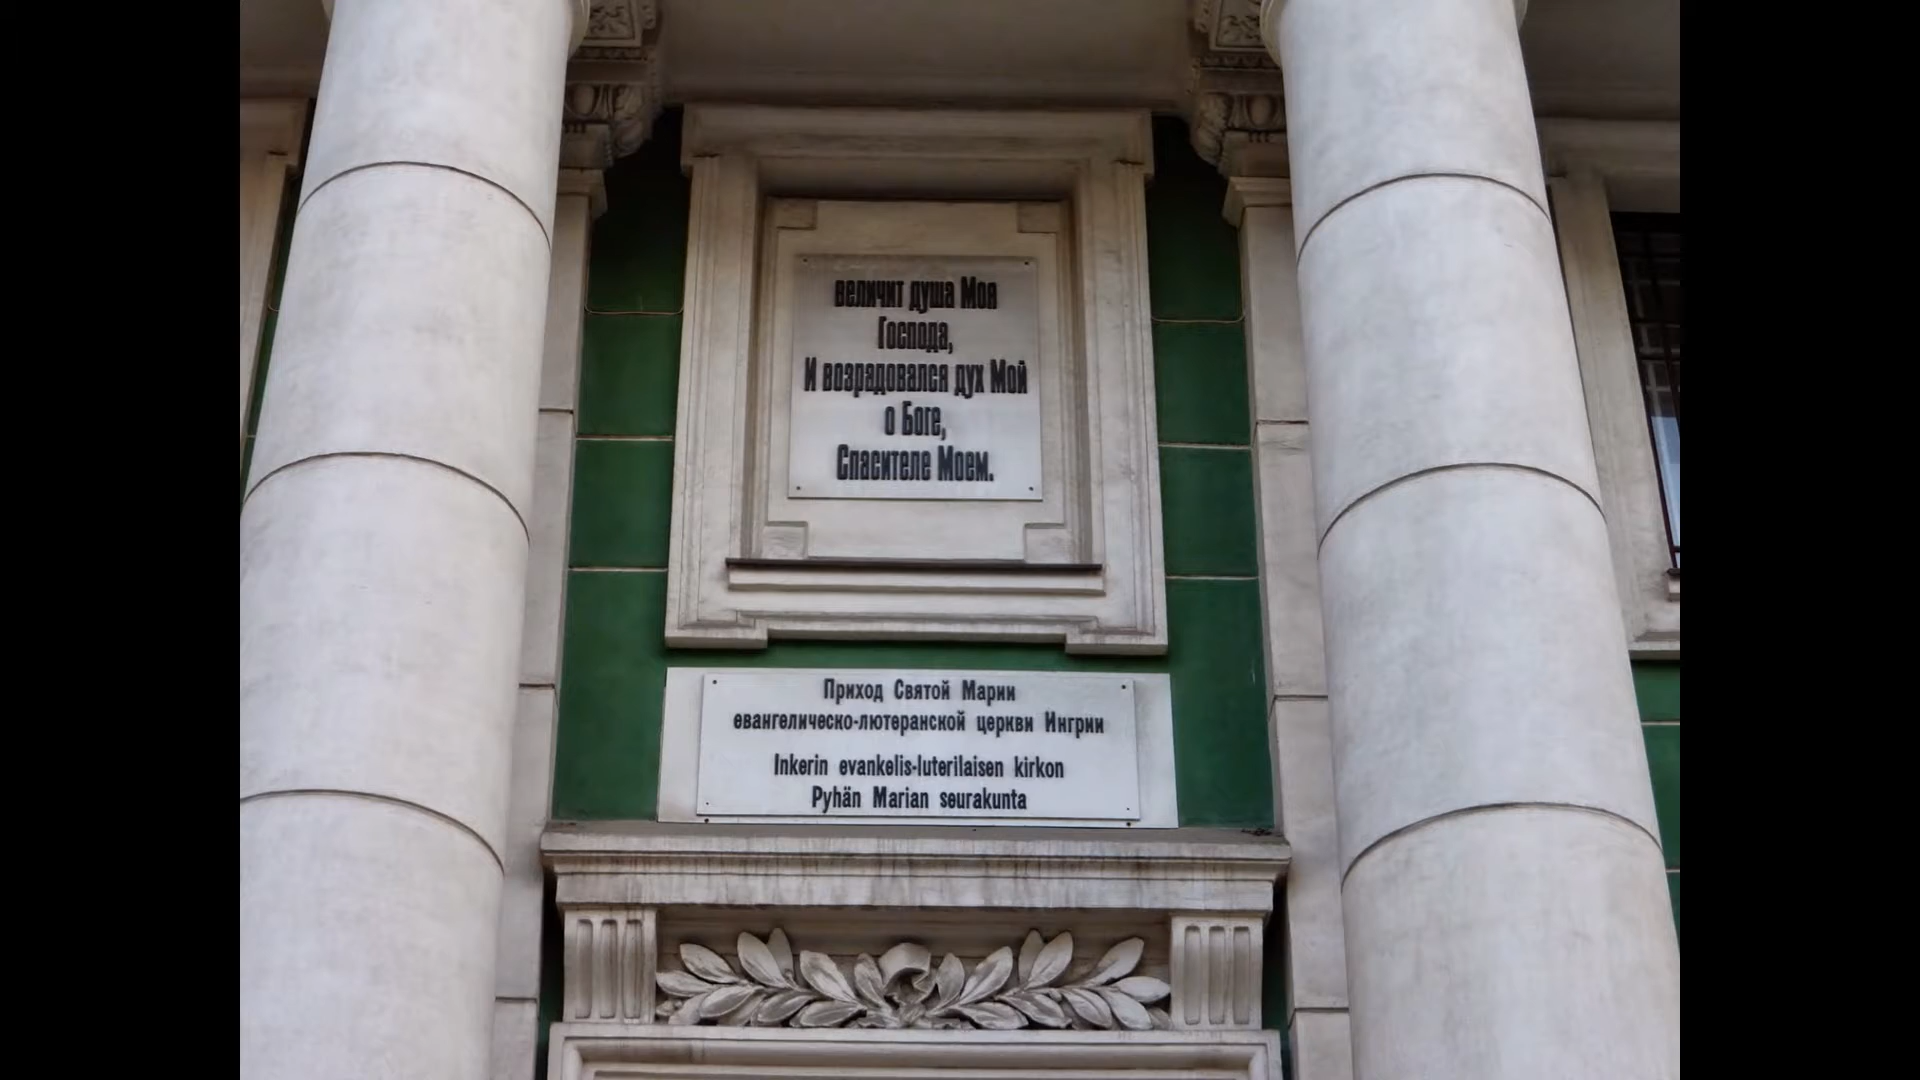 величит душа Моя
Господа,
И возрадовался дух Мой
о Боге,
Спасителе Моем.
Приход Святой Марии
евангелическо-лютеранской церкви Ингрии
Inkerin evankelis-luterilaisen kirkon
Pyhän Marian seurakunta